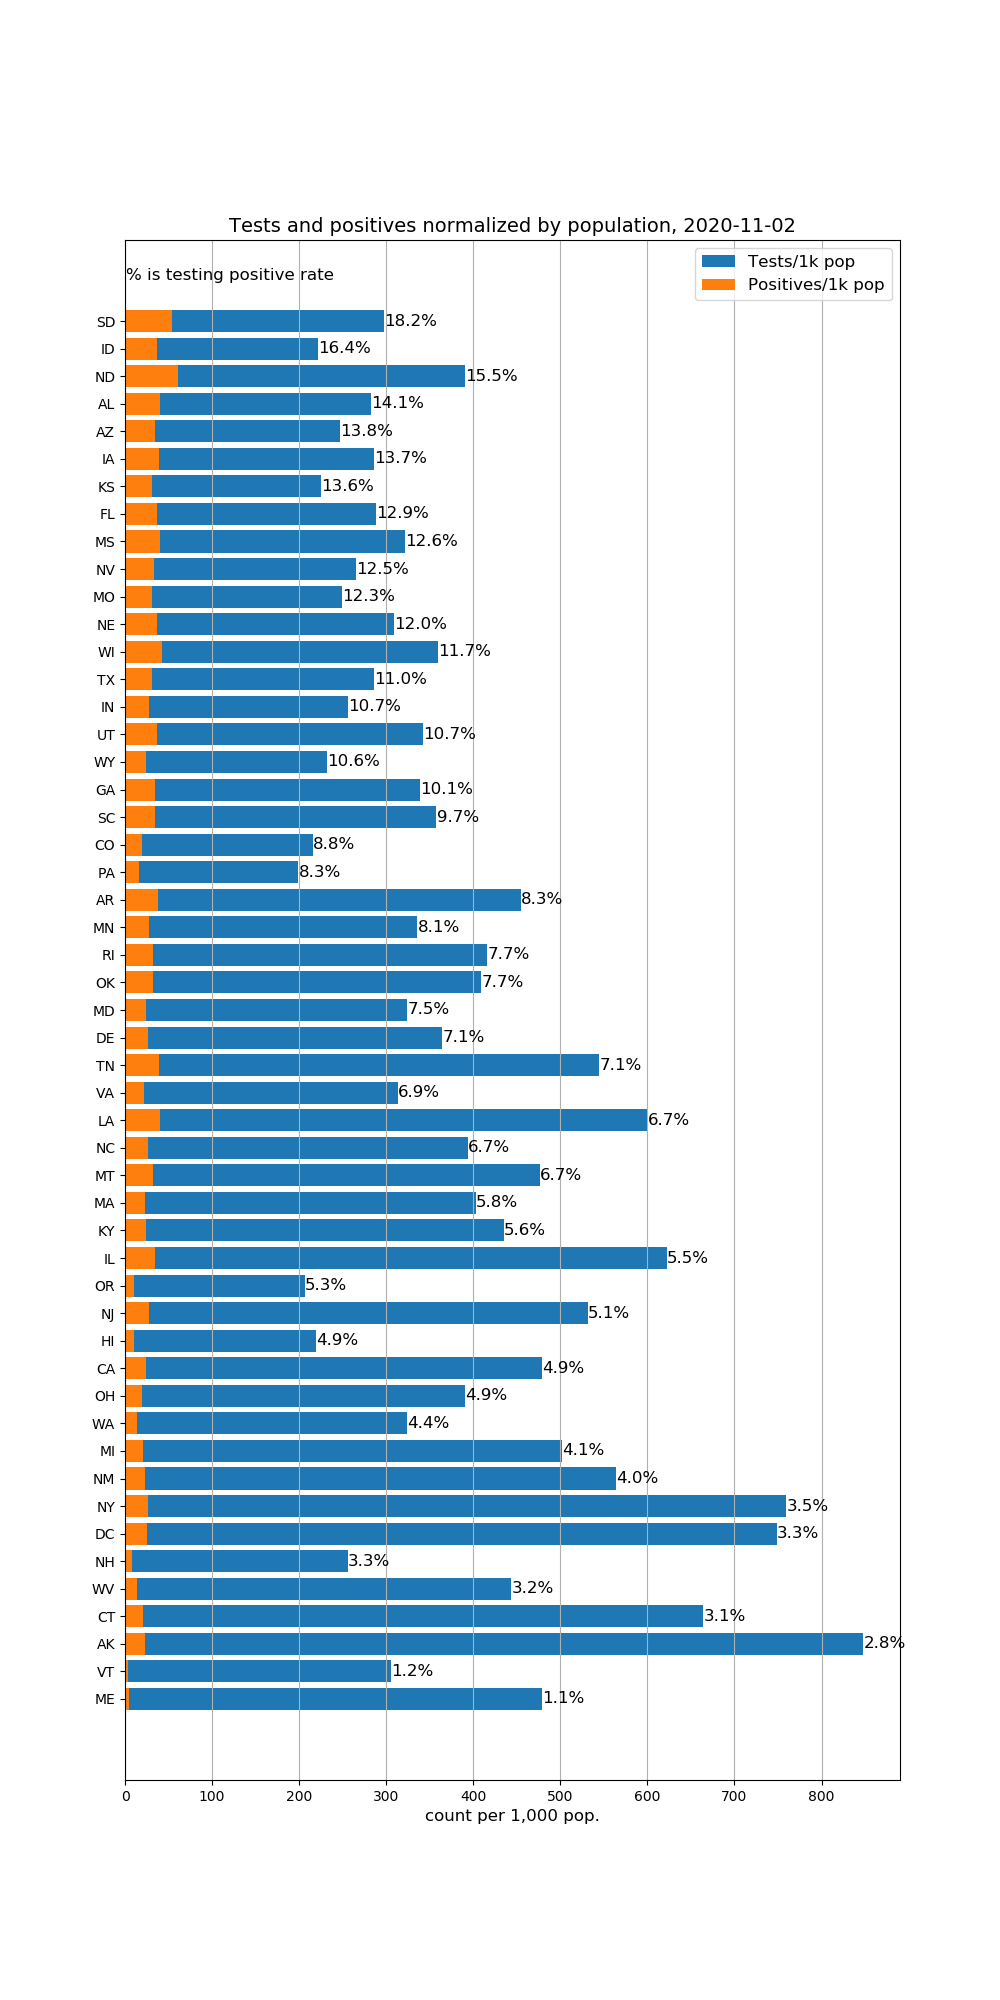 Tests and positives normalized by population, 2020-11-02
% is testing positive rate
Tests/1k pop
Positives/1k pop
SD 18.2%
ID 16.4%
ND 15.5%
AL 14.1%
AZ 13.8%
IA 13.7%
KS 13.6%
FL 12.9%
MS 12.6%
NV 12.5%
MO 12.3%
NE 12.0%
WI 11.7%
TX 11.0%
IN 10.7%
UT 10.7%
WY 10.6%
GA 10.1%
SC 9.7%
CO 8.8%
PA 8.3%
AR 8.3%
MN 8.1%
RI 7.7%
OK 7.7%
MD 7.5%
DE 7.1%
TN 7.1%
VA 6.9%
LA 6.7%
NC 6.7%
MT 6.7%
MA 5.8%
KY 5.6%
IL 5.5%
OR 5.3%
NJ 5.1%
HI 4.9%
CA 4.9%
OH 4.9%
WA 4.4%
MI 4.1%
NM 4.0%
NY 3.5%
DC 3.3%
NH 3.3%
WV 3.2%
CT 3.1%
AK 2.8%
VT 1.2%
ME 1.1%
0 100 200 300 400 500 600 700 800
count per 1,000 pop.